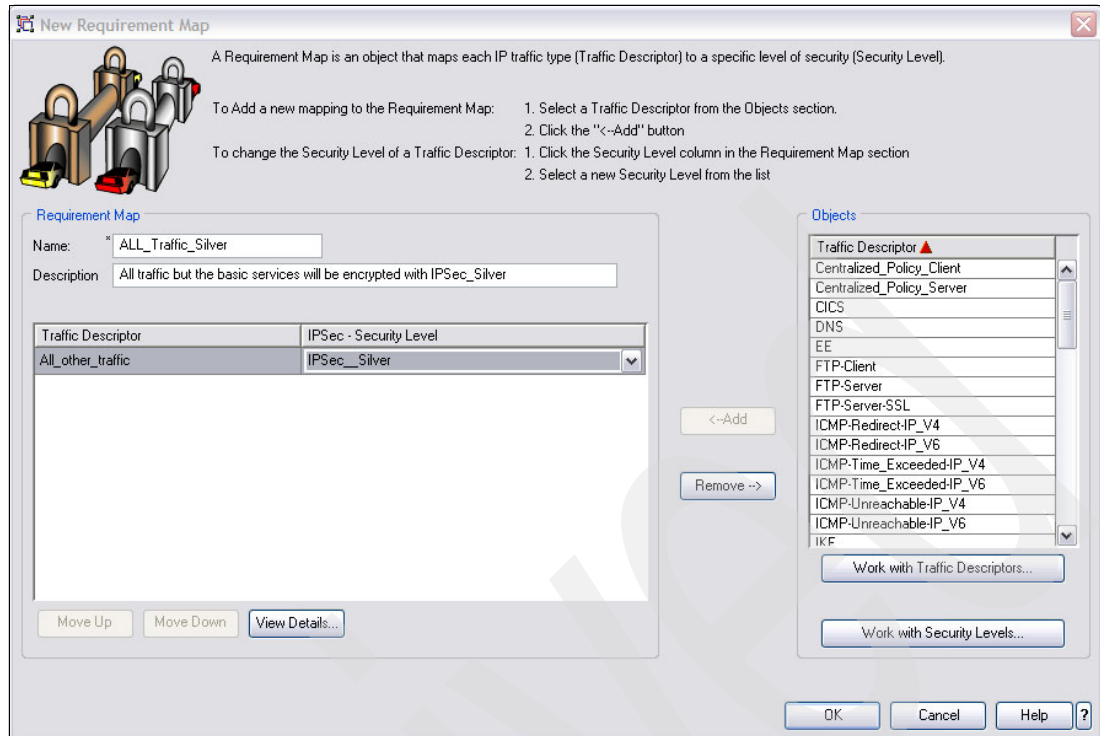 New Requirement Map
A Requirement Map is an object that maps each IP traffic type (Traffic Descriptor) to a specific level of security (Security Level).
To Add a new mapping to the Requirement Map: 1. Select a Traffic Descriptor from the Objects section.
2. Click the "<--Add" button
To change the Security Level of a Traffic Descriptor: 1. Click the Security Level column in the Requirement Map section
2. Select a new Security Level from the list
Requirement Map
Name: * ALL_Traffic_Silver
Description All traffic but the basic services will be encrypted with IPSec_Silver
Traffic Descriptor IPSec - Security Level
All_other_traffic IPSec__Silver
Move Up Move Down View Details...
<--Add
Remove -->
Objects
Traffic Descriptor
Centralized_Policy_Client
Centralized_Policy_Server
CICS
DNS
EE
FTP-Client
FTP-Server
FTP-Server-SSL
ICMP-Redirect-IP_V4
ICMP-Redirect-IP_V6
ICMP-Time_Exceeded-IP_V4
ICMP-Time_Exceeded-IP_V6
ICMP-Unreachable-IP_V4
ICMP-Unreachable-IP_V6
IKE
Work with Traffic Descriptors...
Work with Security Levels...
OK Cancel Help ?